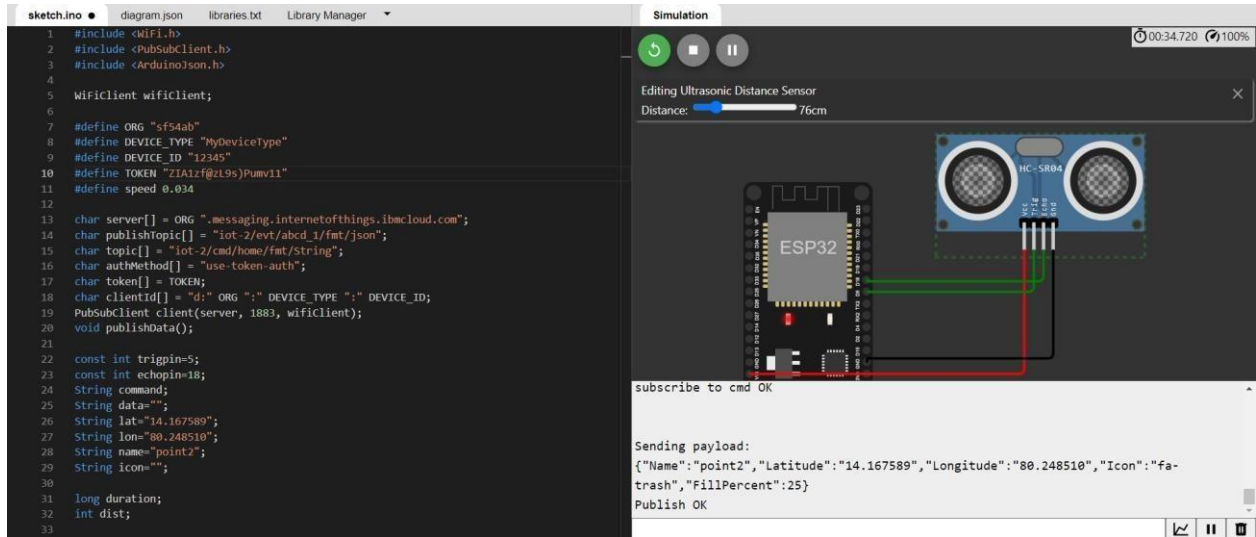 sketch.ino ● diagram.json libraries.txt Library Manager
1 #include <WiFi.h>
2 #include <PubSubClient.h>
3 #include <ArduinoJson.h>
4
5 WiFiClient wifiClient;
6
7 #define ORG "sf54ab"
8 #define DEVICE_TYPE "MyDeviceType"
9 #define DEVICE_ID "12345"
10 #define TOKEN "ZIA1zf@zL9s)Pumv11"
11 #define speed 0.034
12
13 char server[] = ORG ".messaging.internetofthings.ibmcloud.com";
14 char publishTopic[] = "iot-2/evt/abcd_1/fmt/json";
15 char topic[] = "iot-2/cmd/home/fmt/String";
16 char authMethod[] = "use-token-auth";
17 char token[] = TOKEN;
18 char clientId[] = "d:" ORG ":" DEVICE_TYPE ":" DEVICE_ID;
19 PubSubClient client(server, 1883, wifiClient);
20 void publishData();
21
22 const int trigpin=5;
23 const int echopin=18;
24 String command;
25 String data="";
26 String lat="14.167589";
27 String lon="80.248510";
28 String name="point2";
29 String icon="";
30
31 long duration;
32 int dist;
33
Simulation
00:34.720 100%
Editing Ultrasonic Distance Sensor
Distance: 76cm
HC-SR04
Vcc Trig Echo Gnd
ESP32
subscribe to cmd OK
Sending payload:
{"Name":"point2","Latitude":"14.167589","Longitude":"80.248510","Icon":"fa-
trash","FillPercent":25}
Publish OK